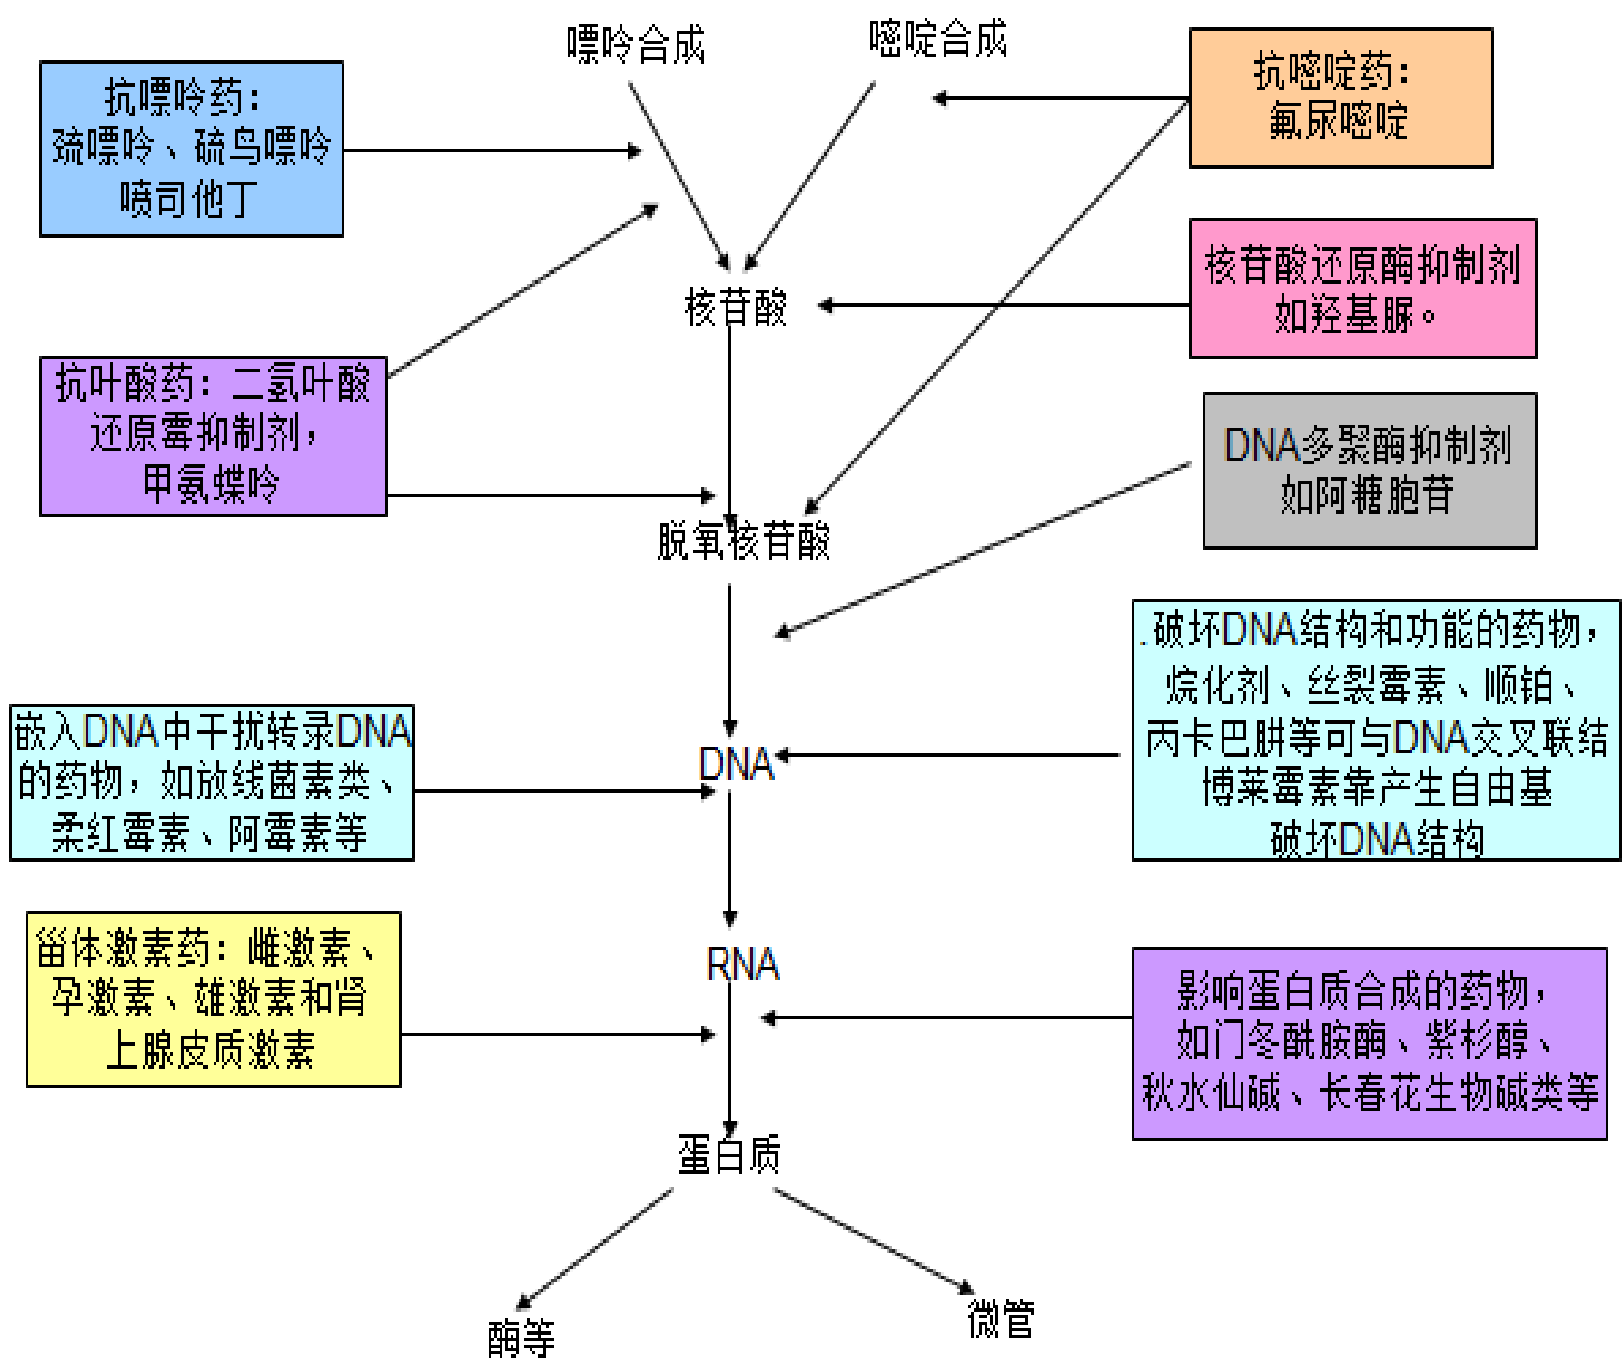 嘌呤合成
嘧啶合成
抗嘌呤药：
巯嘌呤、硫鸟嘌呤
喷司他丁
抗嘧啶药：
氟尿嘧啶
核苷酸还原酶抑制剂
如羟基脲。
核苷酸
抗叶酸药：二氢叶酸
还原霉抑制剂，
甲氨蝶呤
DNA多聚酶抑制剂
如阿糖胞苷
脱氧核苷酸
.破坏DNA结构和功能的药物，
烷化剂、丝裂霉素、顺铂、
丙卡巴肼等可与DNA交叉联结
博莱霉素靠产生自由基
破坏DNA结构
嵌入DNA中干扰转录DNA
的药物，如放线菌素类、
柔红霉素、阿霉素等
DNA
甾体激素药：雌激素、
孕激素、雄激素和肾
上腺皮质激素
RNA
影响蛋白质合成的药物，
如门冬酰胺酶、紫杉醇、
秋水仙碱、长春花生物碱类等
蛋白质
酶等
微管